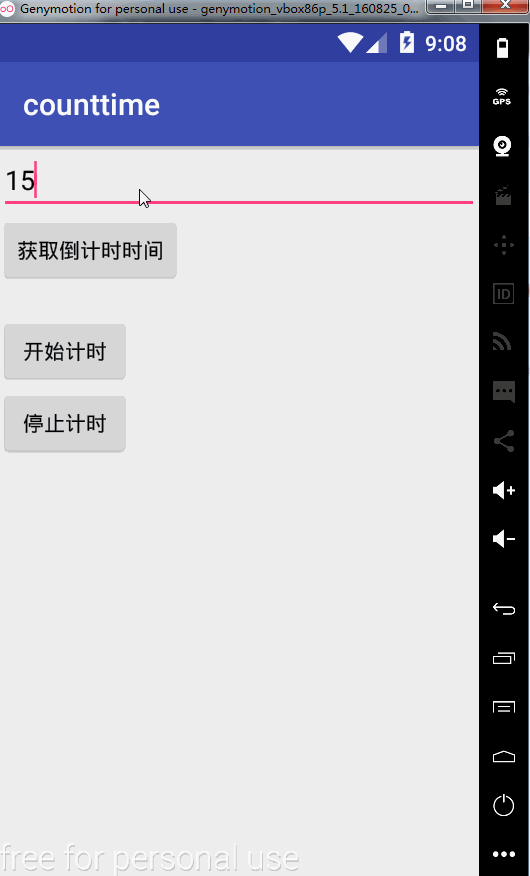 Genymotion for personal use - genymotion_vbox86p_5.1_160825_0...
9:08
counttime
GPS
15
获取倒计时时间
ID
开始计时
停止计时
free for personal use